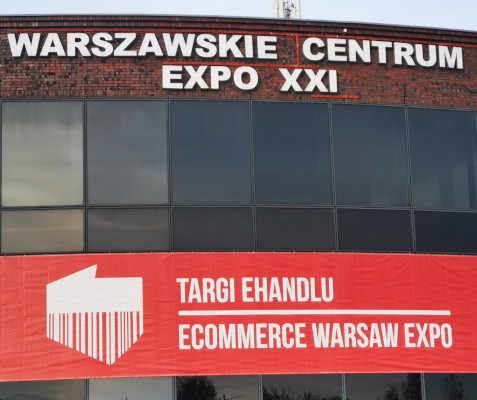 WARSZAWSKIE CENTRUM
EXPO XXI
TARGI EHANDLU
ECOMMERCE WARSAW EXPO